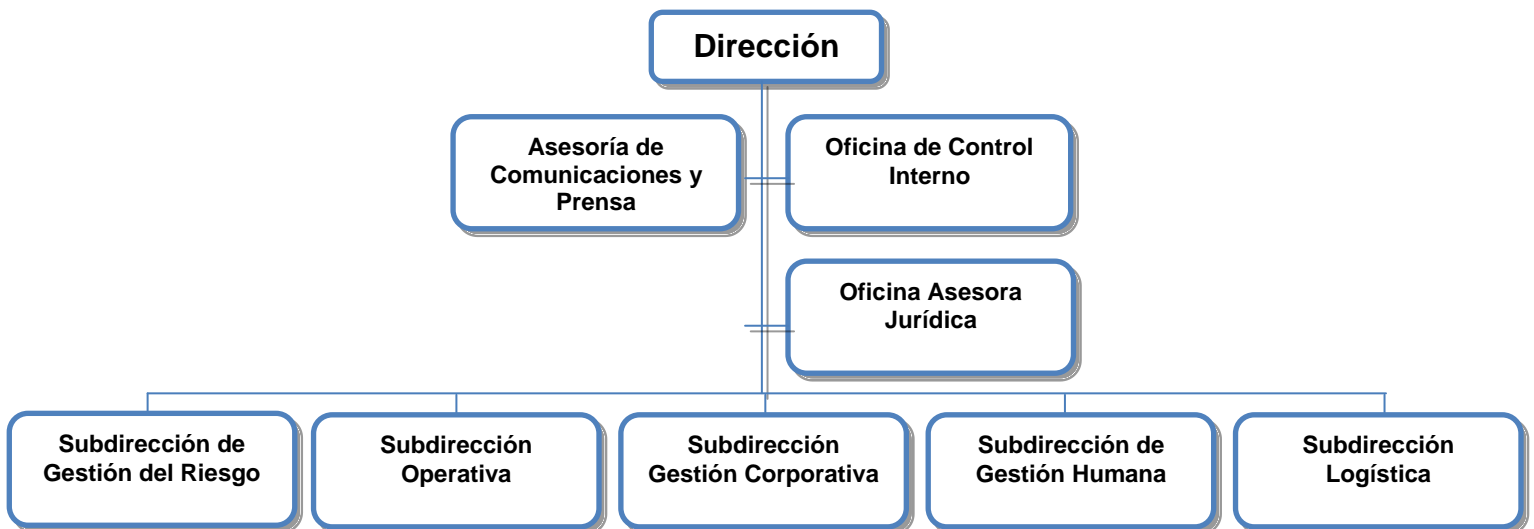 Dirección
Asesoría de
Comunicaciones y
Prensa
Oficina de Control
Interno
Oficina Asesora
Jurídica
Subdirección de
Gestión del Riesgo
Subdirección
Operativa
Subdirección
Gestión Corporativa
Subdirección de
Gestión Humana
Subdirección
Logística